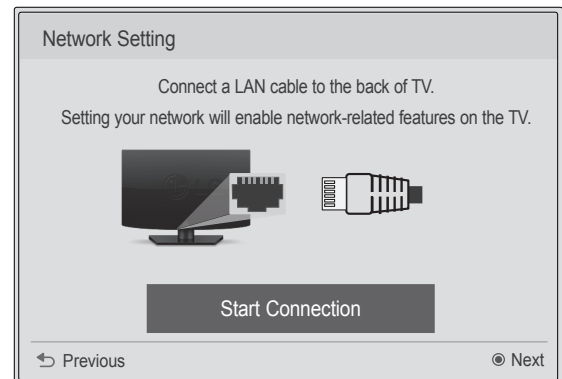 Network Setting
Connect a LAN cable to the back of TV.
Setting your network will enable network-related features on the TV.
Start Connection
Previous
Next